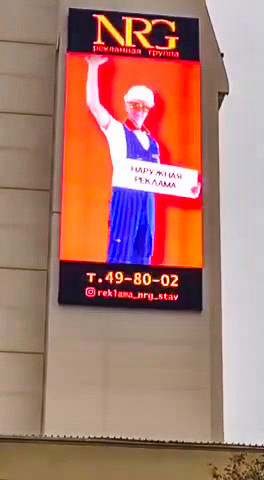 NRG
рекламная группа
НАРУЖНАЯ
РЕКЛАМА
т.49-80-02
reklama_nrg_stav